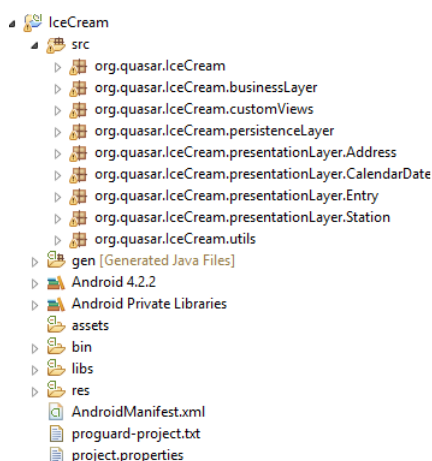 IceCream
src
org.quasar.IceCream
org.quasar.IceCream.businessLayer
org.quasar.IceCream.customViews
org.quasar.IceCream.persistenceLayer
org.quasar.IceCream.presentationLayer.Address
org.quasar.IceCream.presentationLayer.CalendarDate
org.quasar.IceCream.presentationLayer.Entry
org.quasar.IceCream.presentationLayer.Station
org.quasar.IceCream.utils
gen [Generated Java Files]
Android 4.2.2
Android Private Libraries
assets
bin
libs
res
AndroidManifest.xml
proguard-project.txt
project.properties